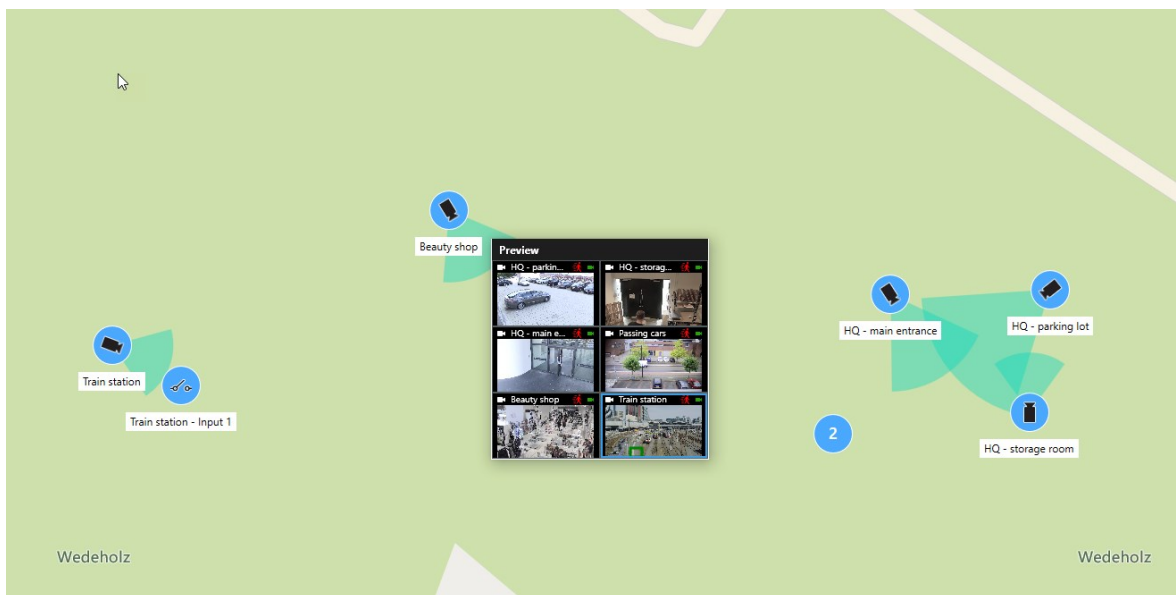 Beauty shop
Preview
HQ - parkin...
HQ - storag...
HQ - main e...
Passing cars
Beauty shop
Train station
HQ - main entrance
HQ - parking lot
Train station
Train station - Input 1
2
HQ - storage room
Wedeholz
Wedeholz